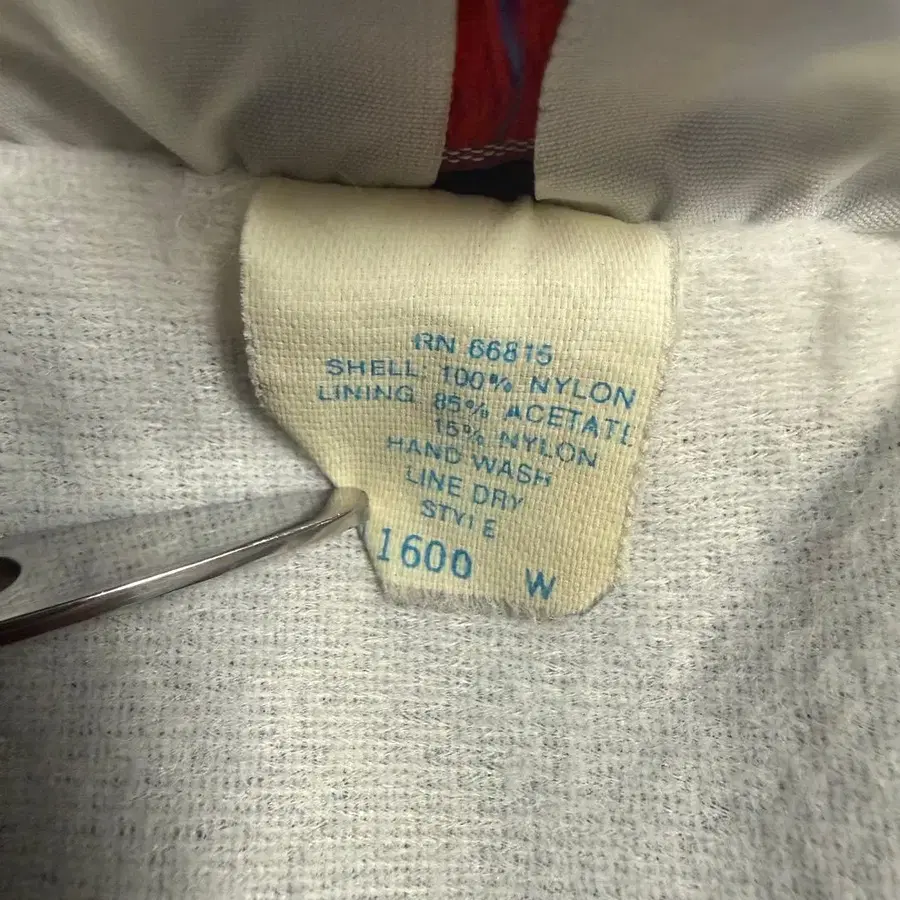 RN 66815
SHELL: 100% NYLON
LINING 85% ACETATE
15% NYLON
HAND WASH
LINE DRY
STYLE
1600 W